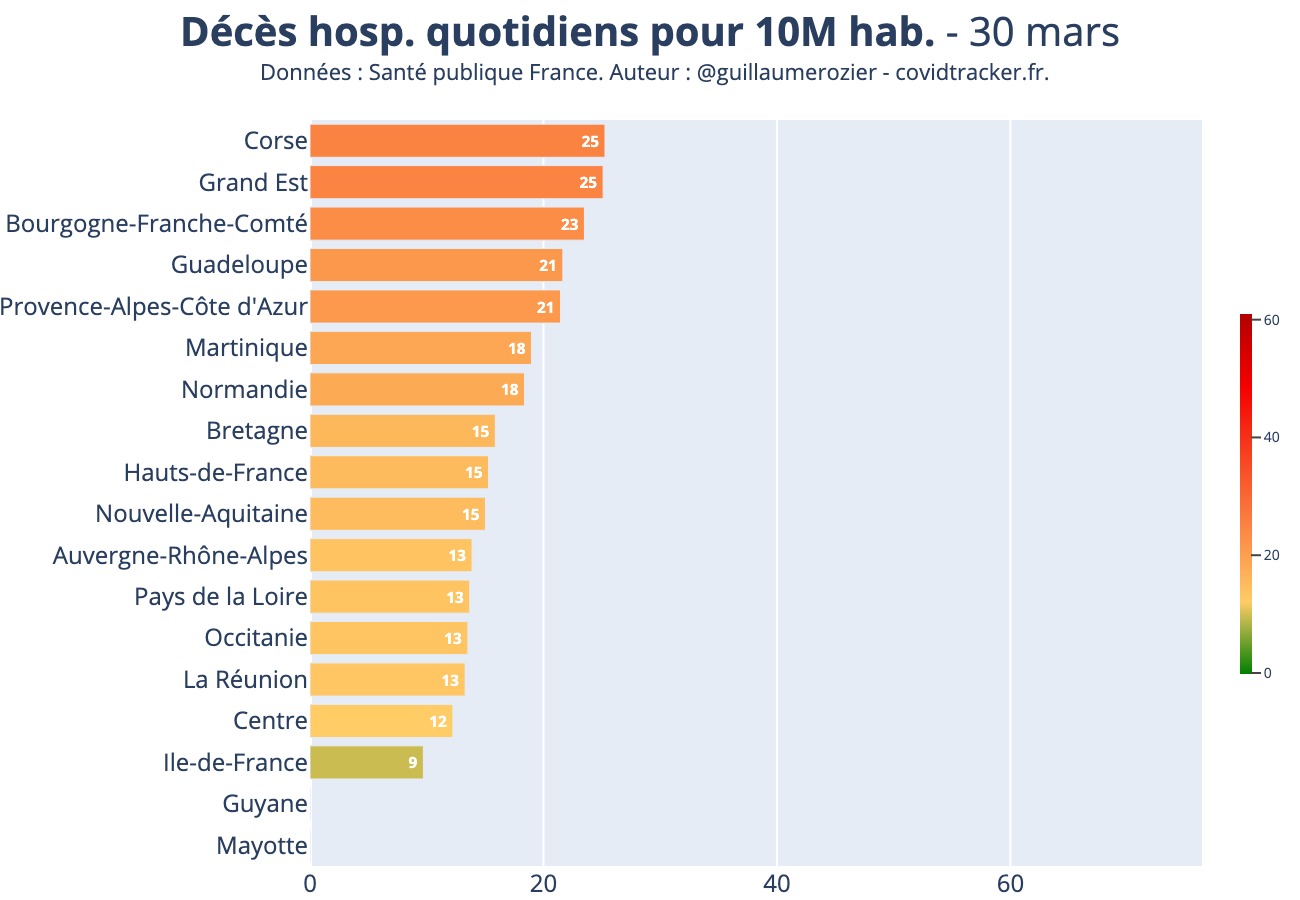 Décès hosp. quotidiens pour 10M hab. - 30 mars
Données : Santé publique France. Auteur : @guillaumerozier - covidtracker.fr.
Corse 25
Grand Est 25
Bourgogne-Franche-Comté 23
Guadeloupe 21
Provence-Alpes-Côte d'Azur 21
Martinique 18
Normandie 18
Bretagne 15
Hauts-de-France 15
Nouvelle-Aquitaine 15
Auvergne-Rhône-Alpes 13
Pays de la Loire 13
Occitanie 13
La Réunion 13
Centre 12
Ile-de-France 9
Guyane
Mayotte
0 20 40 60
60
40
20
0